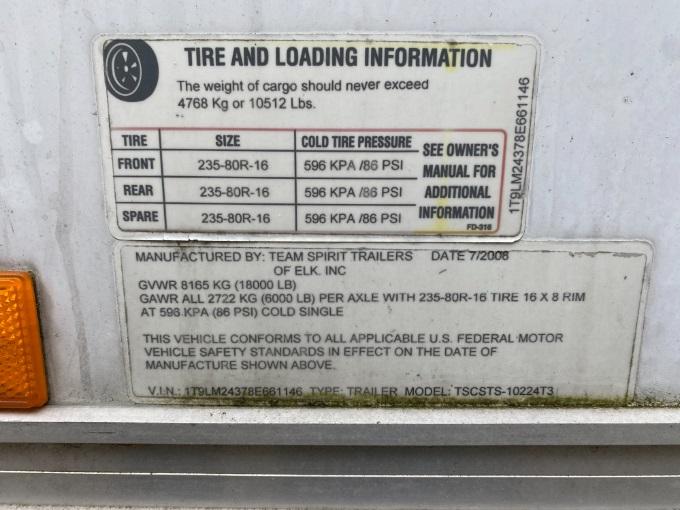 TIRE AND LOADING INFORMATION
The weight of cargo should never exceed
4768 Kg or 10512 Lbs.
TIRE SIZE COLD TIRE PRESSURE
FRONT 235-80R-16 596 KPA /86 PSI
REAR 235-80R-16 596 KPA /86 PSI
SPARE 235-80R-16 596 KPA /86 PSI
SEE OWNER'S
MANUAL FOR
ADDITIONAL
INFORMATION
FD-316
1T9LM24378E661146
MANUFACTURED BY: TEAM SPIRIT TRAILERS DATE 7/2008
OF ELK. INC
GVWR 8165 KG (18000 LB)
GAWR ALL 2722 KG (6000 LB) PER AXLE WITH 235-80R-16 TIRE 16 X 8 RIM
AT 596 KPA (86 PSI) COLD SINGLE
THIS VEHICLE CONFORMS TO ALL APPLICABLE U.S. FEDERAL MOTOR
VEHICLE SAFETY STANDARDS IN EFFECT ON THE DATE OF
MANUFACTURE SHOWN ABOVE.
V.I.N.: 1T9LM24378E661146 TYPE: TRAILER MODEL: TSCSTS-10224T3